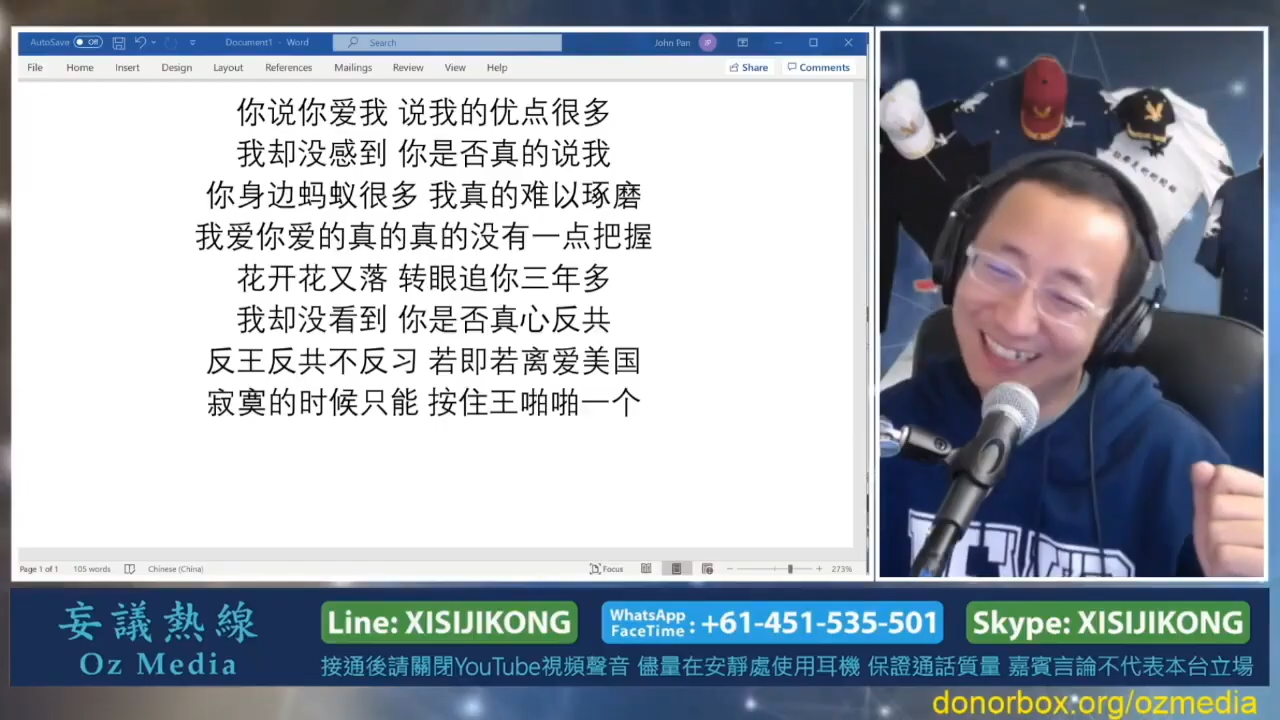 AutoSave Off Document1 - Word Search John Pan JP
File Home Insert Design Layout References Mailings Review View Help Share Comments
你说你爱我 说我的优点很多
我却没感到 你是否真的说我
你身边蚂蚁很多 我真的难以琢磨
我爱你爱的真的真的没有一点把握
花开花又落 转眼追你三年多
我却没看到 你是否真心反共
反王反共不反习 若即若离爱美国
寂寞的时候只能 按住王啪啪一个
Page 1 of 1 105 words Chinese (China) Focus 273%
妄議熱線
Oz Media
Line: XISIJIKONG
WhatsApp FaceTime : +61-451-535-501
Skype: XISIJIKONG
接通後請關閉YouTube視頻聲音 儘量在安靜處使用耳機 保證通話質量 嘉賓言論不代表本台立場
donorbox.org/ozmedia